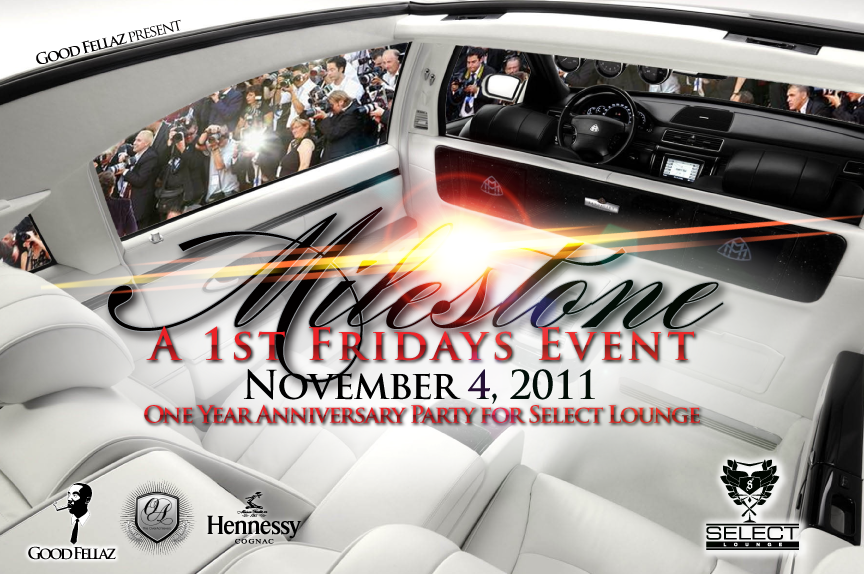 GOOD FELLAZ PRESENT
Milestone
A 1ST FRIDAYS EVENT
NOVEMBER 4, 2011
ONE YEAR ANNIVERSARY PARTY FOR SELECT LOUNGE
GOOD FELLAZ
Hennessy
COGNAC
S
SELECT
LOUNGE